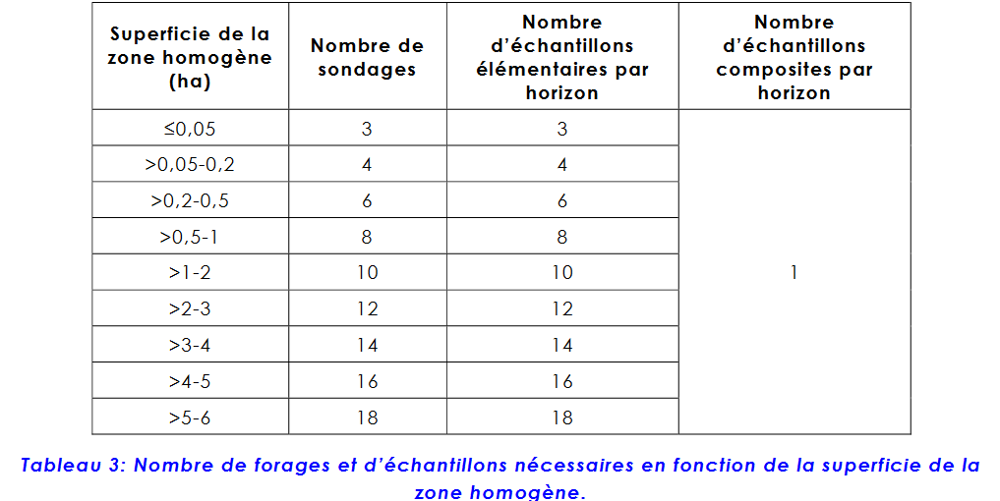 Superficie de la
zone homogène
(ha)
Nombre de
sondages
Nombre
d’échantillons
élémentaires par
horizon
Nombre
d’échantillons
composites par
horizon
≤0,05 3 3
>0,05-0,2 4 4
>0,2-0,5 6 6
>0,5-1 8 8
>1-2 10 10 1
>2-3 12 12
>3-4 14 14
>4-5 16 16
>5-6 18 18
Tableau 3: Nombre de forages et d’échantillons nécessaires en fonction de la superficie de la
zone homogène.